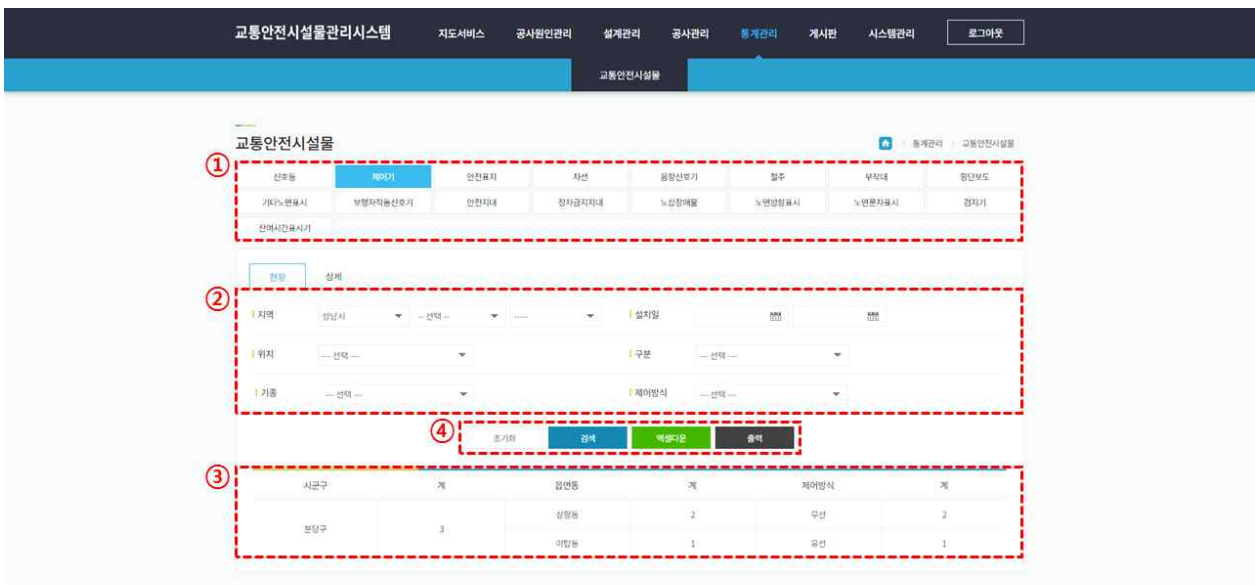 교통안전시설물관리시스템 지도서비스 공사원인관리 설계관리 공사관리 통계관리 게시판 시스템관리 로그아웃
교통안전시설물
교통안전시설물
통계관리 교통안전시설물
①
신호등 제어기 안전표지 차선 음향신호기 철주 부착대 횡단보도
기타노면표시 보행자작동신호기 안전지대 정차금지지대 노상장애물 노면방향표시 노면문자표시 검지기
잔여시간표시기
현황 상세
②
지역 성남시 -- 선택 -- ----- 설치일
위치 --- 선택 --- 구분 --- 선택 ---
기종 --- 선택 --- 제어방식 --- 선택 ---
④
초기화 검색 엑셀다운 출력
③
시군구 계 읍면동 계 제어방식 계
분당구 3 삼평동 2 무선 2
이매동 1 유선 1